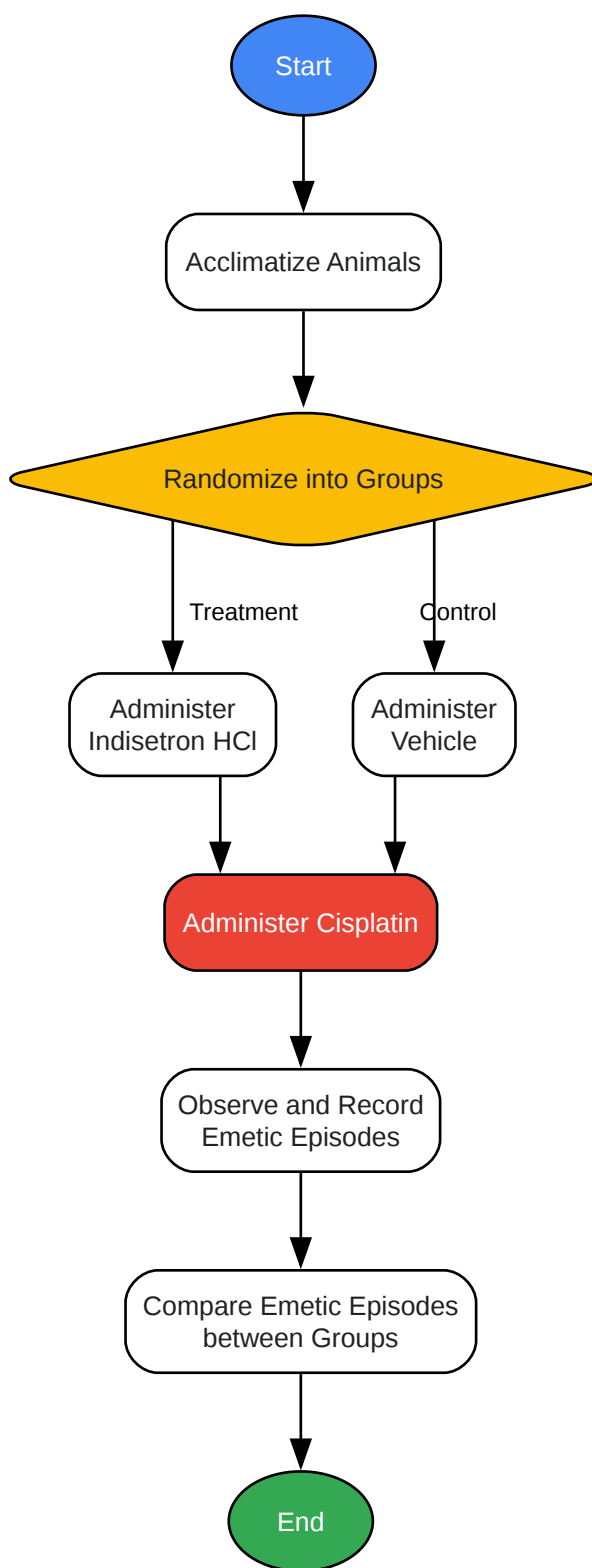 Start
Acclimatize Animals
Randomize into Groups
Treatment
Control
Administer
Indisetron HCl
Administer
Vehicle
Administer Cisplatin
Observe and Record
Emetic Episodes
Compare Emetic Episodes
between Groups
End